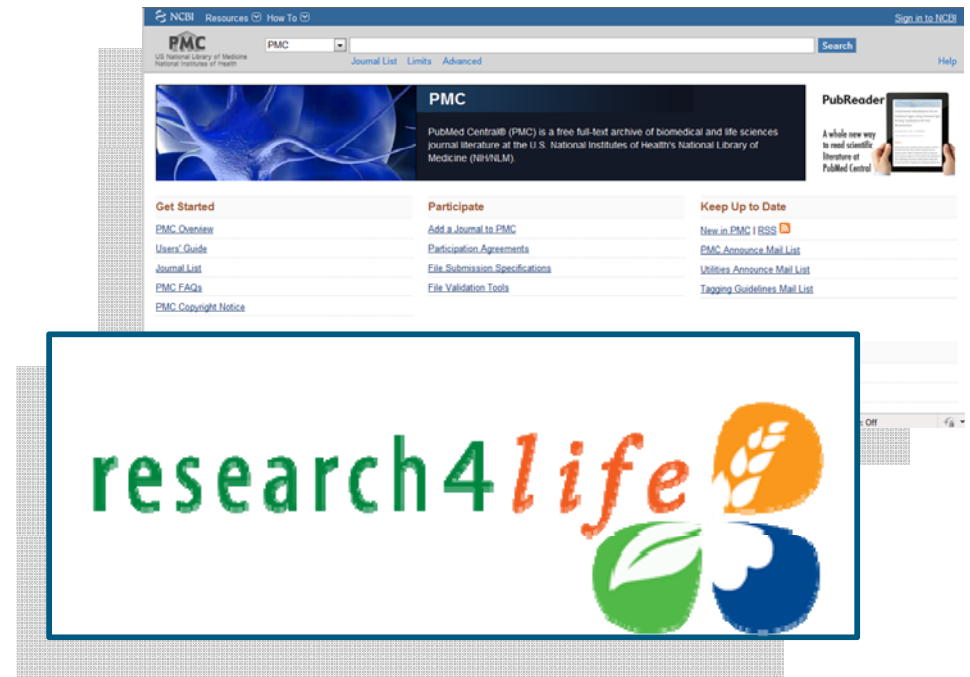 NCBI Resources How To Sign in to NCBI
PMC
US National Library of Medicine
National Institutes of Health
PMC
Search
Journal List Limits Advanced
Help
PMC
PubMed Central® (PMC) is a free full-text archive of biomedical and life sciences
journal literature at the U.S. National Institutes of Health's National Library of
Medicine (NIH/NLM).
PubReader
A whole new way
to read scientific
literature at
PubMed Central
Get Started
PMC Overview
Users' Guide
Journal List
PMC FAQs
PMC Copyright Notice
Participate
Add a Journal to PMC
Participation Agreements
File Submission Specifications
File Validation Tools
Keep Up to Date
New in PMC | RSS
PMC Announce Mail List
Utilities Announce Mail List
Tagging Guidelines Mail List
Off
research4life